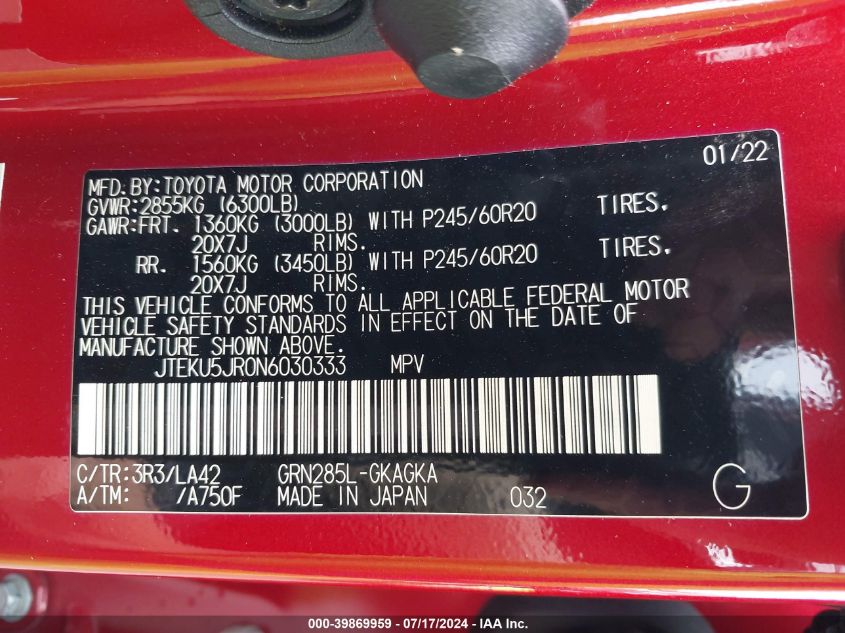 01/22
MFD.BY:TOYOTA MOTOR CORPORATION
GVWR:2855KG (6300LB)
GAWR:FRT. 1360KG (3000LB) WITH P245/60R20 TIRES.
20X7J RIMS.
RR. 1560KG (3450LB) WITH P245/60R20 TIRES.
20X7J RIMS.
THIS VEHICLE CONFORMS TO ALL APPLICABLE FEDERAL MOTOR
VEHICLE SAFETY STANDARDS IN EFFECT ON THE DATE OF
MANUFACTURE SHOWN ABOVE.
JTEKU5JR0N6030333 MPV
C/TR:3R3/LA42 GRN285L-GKAGKA
A/TM: /A750F MADE IN JAPAN 032 G
000-39869959 - 07/17/2024 - IAA Inc.